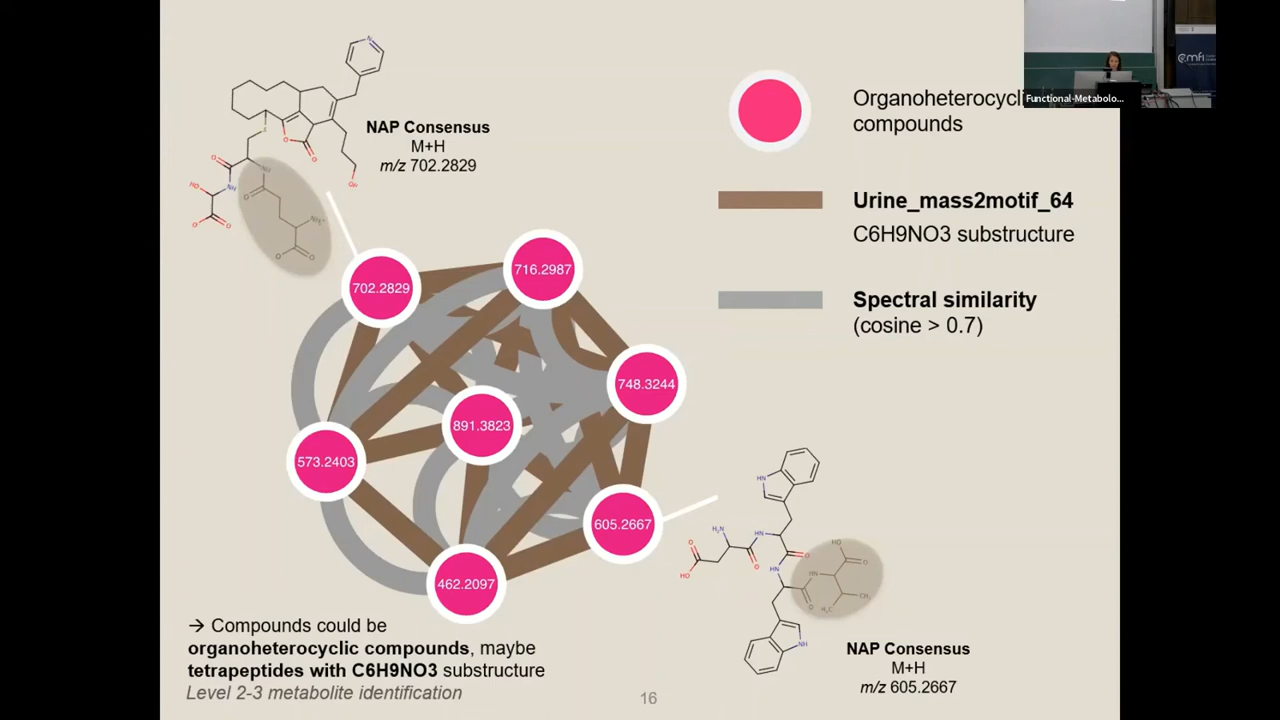 NAP Consensus
M+H
m/z 702.2829
Organoheterocycli
compounds
Functional-Metabolo...
Urine_mass2motif_64
C6H9NO3 substructure
Spectral similarity
(cosine > 0.7)
702.2829
716.2987
748.3244
891.3823
573.2403
605.2667
462.2097
NAP Consensus
M+H
m/z 605.2667
→ Compounds could be
organoheterocyclic compounds, maybe
tetrapeptides with C6H9NO3 substructure
Level 2-3 metabolite identification
16